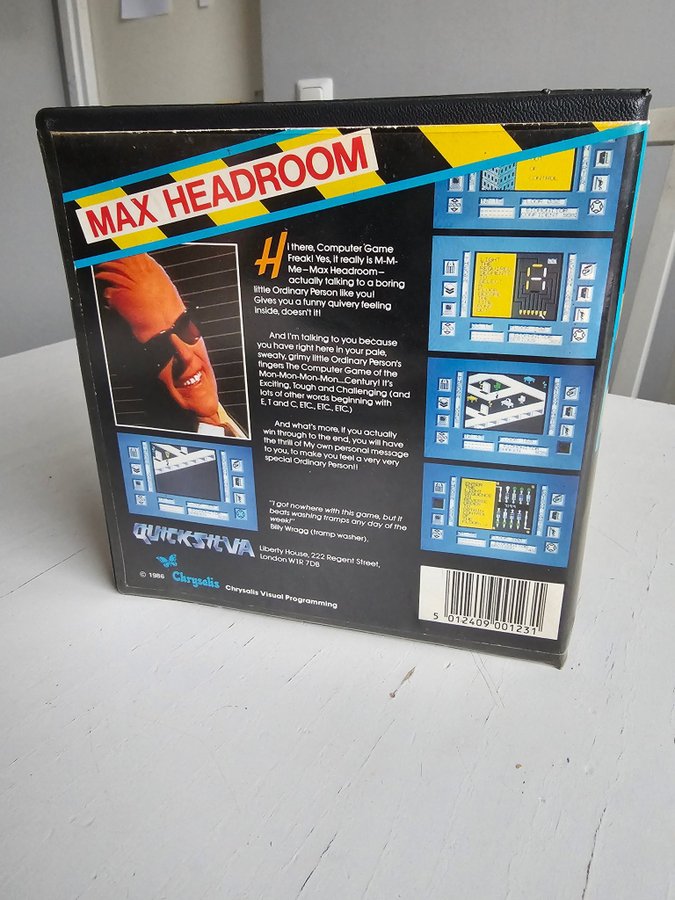 MAX HEADROOM
Hi there, Computer Game
Freak! Yes, it really is M-M-
Me–Max Headroom–
actually talking to a boring
little Ordinary Person like you!
Gives you a funny quivery feeling
inside, doesn't it!
And I'm talking to you because
you have right here in your pale,
sweaty, grimy little Ordinary Person's
fingers The Computer Game of the
Mon-Mon-Mon-Mon....Century! It's
Exciting, Tough and Challenging (and
lots of other words beginning with
E, T and C, ETC., ETC., ETC.)
And what's more, if you actually
win through to the end, you will have
the thrill of My own personal message
to you, to make you feel a very very
special Ordinary Person!!
"I got nowhere with this game, but it
beats washing tramps any day of the
week!"
Billy Wragg (tramp washer).
QUICKSILVA
Liberty House, 222 Regent Street,
London W1R 7DB
© 1986 Chrysalis Chrysalis Visual Programming
5 012409 001231
CONTROL